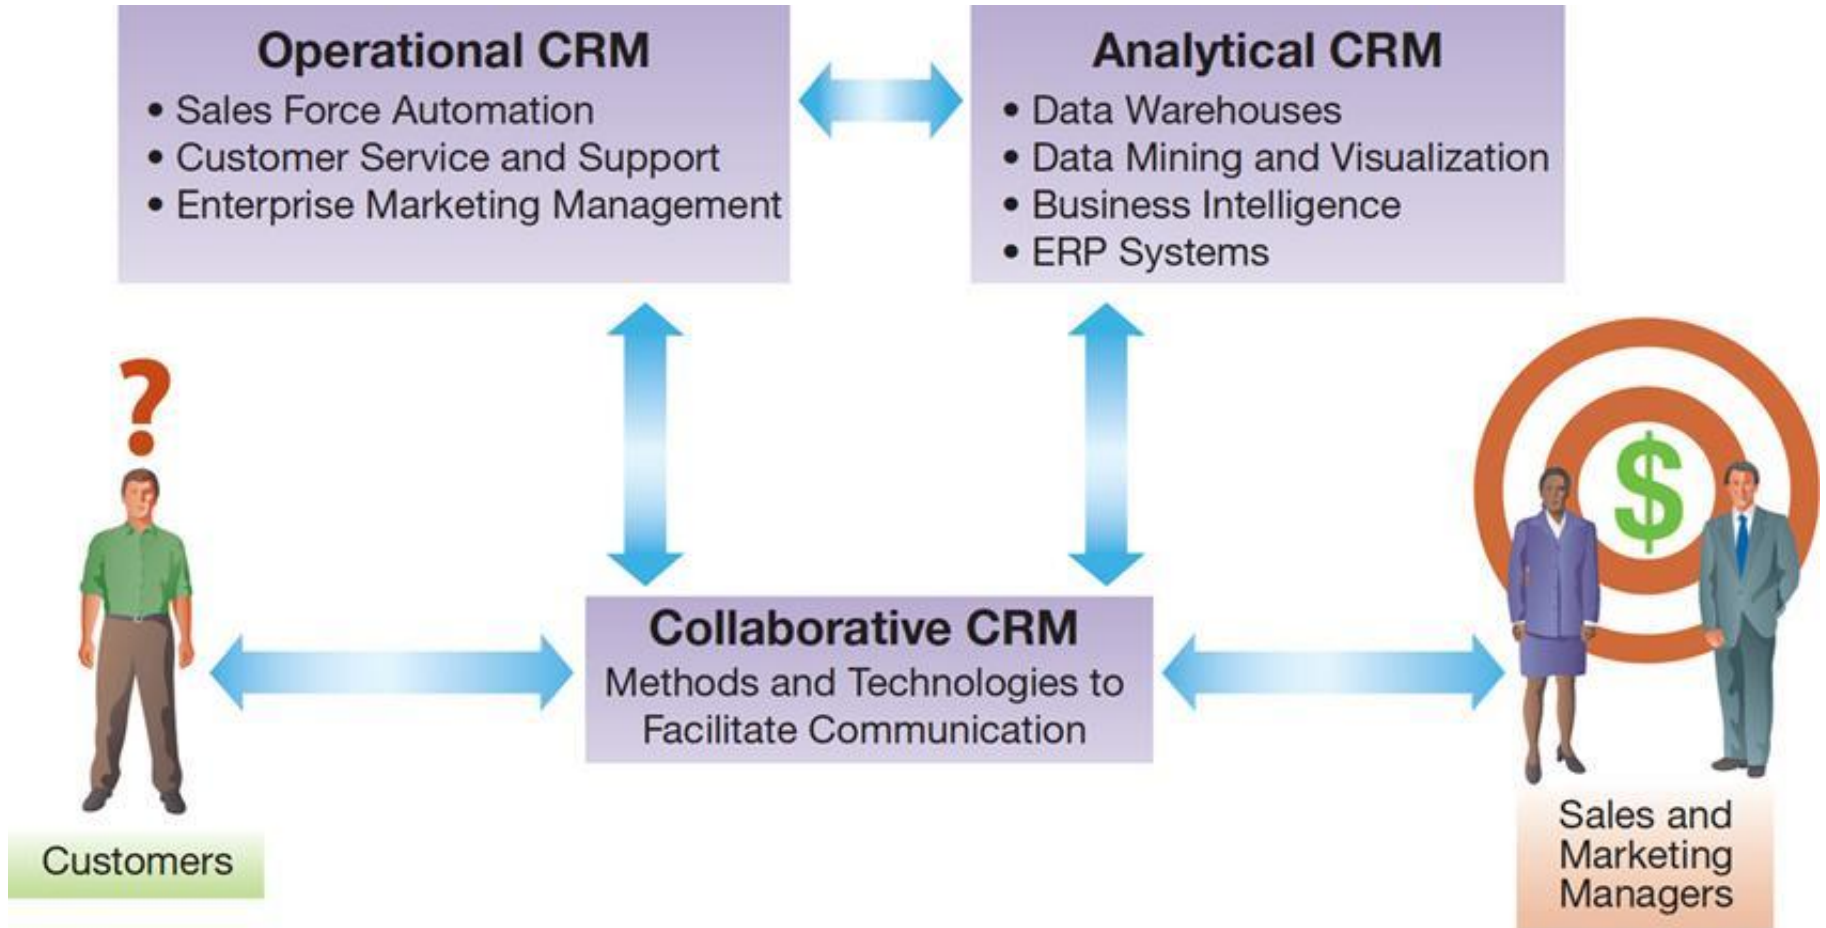 Operational CRM
• Sales Force Automation
• Customer Service and Support
• Enterprise Marketing Management
Analytical CRM
• Data Warehouses
• Data Mining and Visualization
• Business Intelligence
• ERP Systems
?
$
Collaborative CRM
Methods and Technologies to
Facilitate Communication
Customers
Sales and
Marketing
Managers